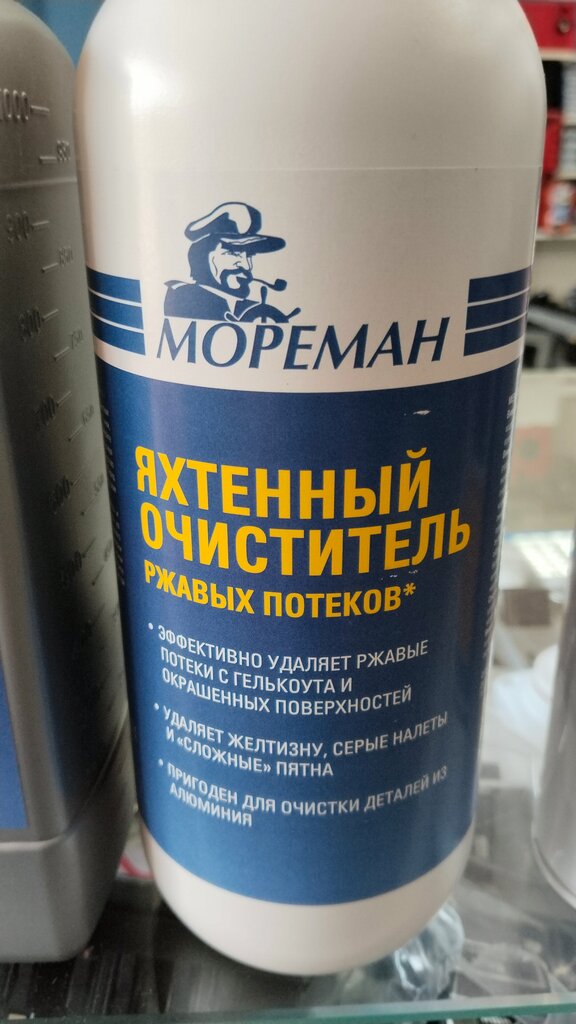 МОРЕМАН
ЯХТЕННЫЙ
ОЧИСТИТЕЛЬ
РЖАВЫХ ПОТЕКОВ*
• ЭФФЕКТИВНО УДАЛЯЕТ РЖАВЫЕ
ПОТЕКИ С ГЕЛЬКОУТА И
ОКРАШЕННЫХ ПОВЕРХНОСТЕЙ
• УДАЛЯЕТ ЖЕЛТИЗНУ, СЕРЫЕ НАЛЕТЫ
И «СЛОЖНЫЕ» ПЯТНА
• ПРИГОДЕН ДЛЯ ОЧИСТКИ ДЕТАЛЕЙ ИЗ
АЛЮМИНИЯ